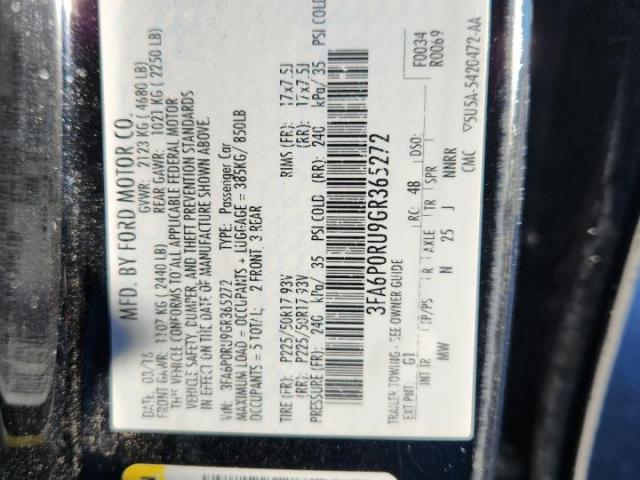 MFD. BY FORD MOTOR CO.
GVWR: 2123 KG ( 4680 LB)
FRONT GAWR: 1107 KG ( 2440LB) REAR GAWR: 1021 KG ( 2250 LB)
THIS VEHICLE CONFORMS TO ALL APPLICABLE FEDERAL MOTOR
VEHICLE SAFETY, BUMPER, AND THEFT PREVENTION STANDARDS
IN EFFECT ON THE DATE OF MANUFACTURE SHOWN ABOVE.
VIN: 3FA6P0RU9GR365272 TYPE: Passenger Car
MAXIMUM LOAD = OCCUPANTS + LUGGAGE = 385KG/ 850LB
OCCUPANTS = 5 TOT/L; 2 FRONT, 3 REAR
TIRE (FR): P225/50R17 93V RIMS (FR): 17x7.5J
(RR): P225/50R17 93V (RR): 17x7.5J
PRESSURE (FR): 240 kPa/ 35 PSI COLD (RR): 240 kPa/ 35 PSI COLD
3FA6P0RU9GR365272
F0034
R0069
TRAILER TOWING - SEE OWNER GUIDE
EXT PNT: G1 RC: 48 DSO:
INT TR TP/PS R AXLE TR SPR
MW N 25 J NNRR
CMC 5U5A-5420472-AA